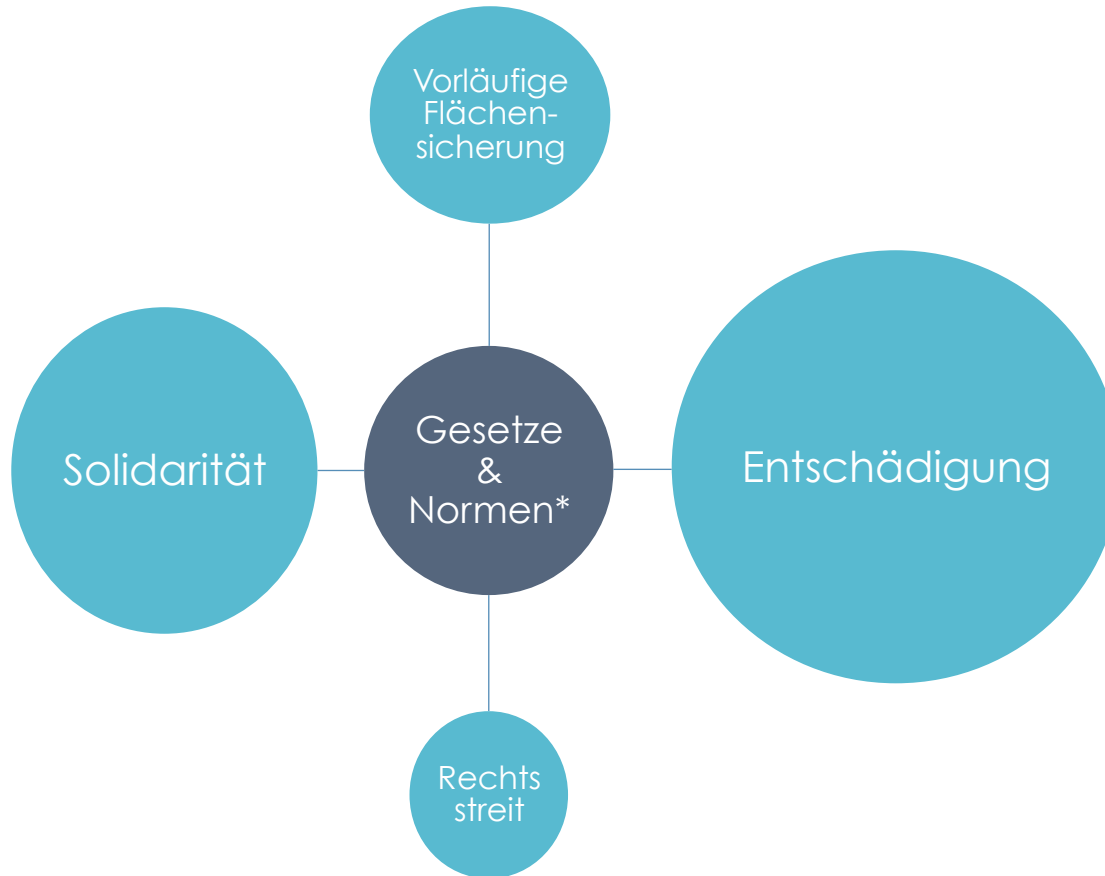 Vorläufige
Flächen-
sicherung
Solidarität
Gesetze
&
Normen*
Entschädigung
Rechts
streit